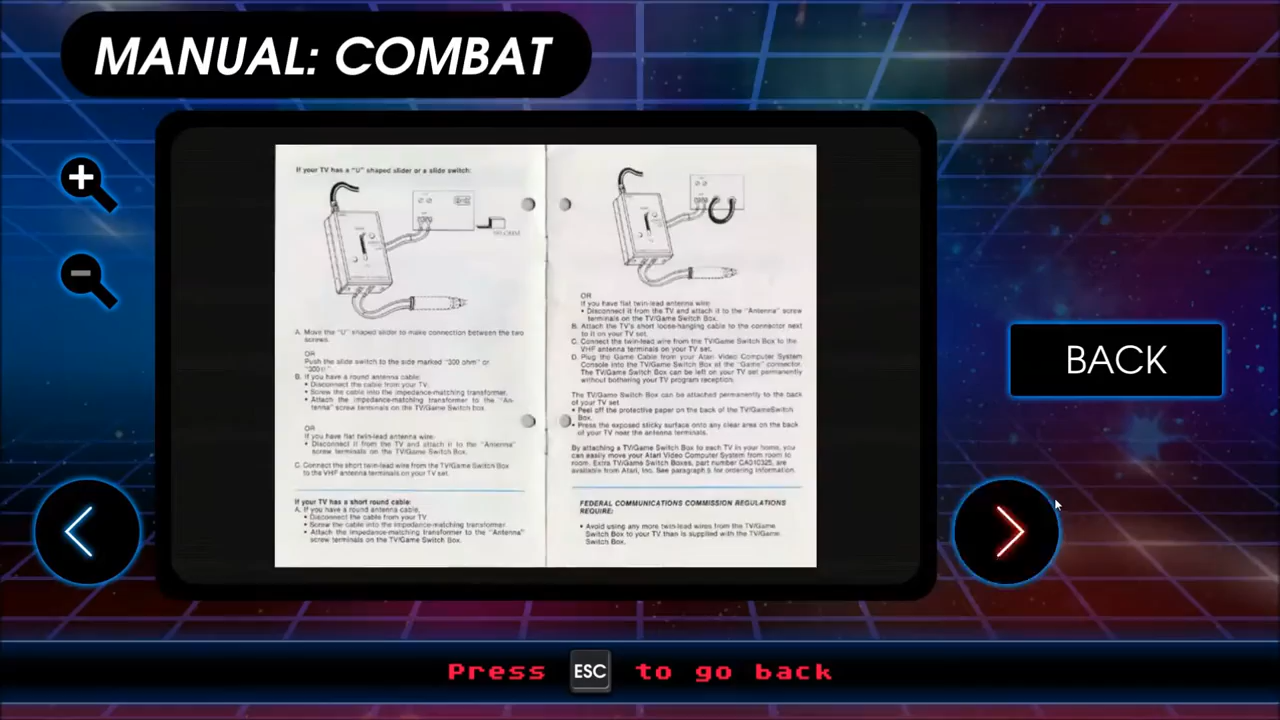 MANUAL: COMBAT
If your TV has a "U" shaped slider or a slide switch:
A. Move the "U" shaped slider to make connection between the two
screws.
OR
Push the slide switch to the side marked "300 ohm" or
B. If you have a round antenna cable:
• Disconnect the cable from your TV.
• Screw the cable into the impedance-matching transformer.
• Attach the impedance-matching transformer to the "An-
tenna" screw terminals on the TV/Game Switch box.
OR
If you have flat twin-lead antenna wire:
• Disconnect it from the TV and attach it to the "Antenna"
screw terminals on the TV/Game Switch Box.
C. Connect the short twin-lead wire from the TV/Game Switch Box
to the VHF antenna terminals on your TV set.
If your TV has a short round cable:
A. If you have a round antenna cable,
• Disconnect the cable from your TV
• Screw the cable into the impedance-matching transformer
• Attach the impedance-matching transformer to the "Antenna"
screw terminals on the TV/Game Switch Box.
OR
If you have flat twin-lead antenna wire:
• Disconnect it from the TV and attach it to the "Antenna" screw
terminals on the TV/Game Switch Box.
B. Attach the TV's short loose-hanging cable to the connector next
to it on your TV set.
C. Connect the twin-lead wire from the TV/Game Switch Box to the
VHF antenna terminals on your TV set.
D. Plug the Game Cable from your Atari Video Computer System
Console into the TV/Game Switch Box at the "Game" connector.
The TV/Game Switch Box can be left on your TV set permanently
without bothering your TV program reception.
The TV/Game Switch Box can be attached permanently to the back
of your TV set
• Peel off the protective paper on the back of the TV/GameSwitch
Box.
• Press the exposed sticky surface onto any clear area on the back
of your TV near the antenna terminals.
By attaching a TV/Game Switch Box to each TV in your home, you
can easily move your Atari Video Computer System from room to
room. Extra TV/Game Switch Boxes, part number CA010325, are
available from Atari, Inc. See paragraph 5 for ordering information.
FEDERAL COMMUNICATIONS COMMISSION REGULATIONS
REQUIRE:
• Avoid using any more twin-lead wires from the TV/Game
Switch Box to your TV than is supplied with the TV/Game
Switch Box.
BACK
Press ESC to go back